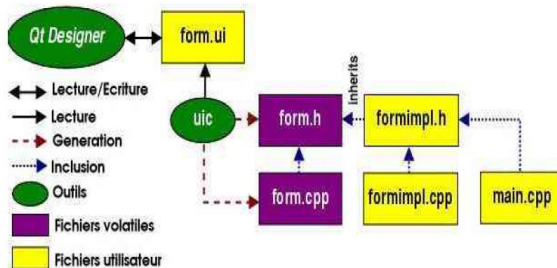 Qt Designer
form.ui
Lecture/Ecriture
Lecture
Generation
Inclusion
Outils
Fichiers volatiles
Fichiers utilisateur
uic
form.h
inherits
formimpl.h
form.cpp
formimpl.cpp
main.cpp